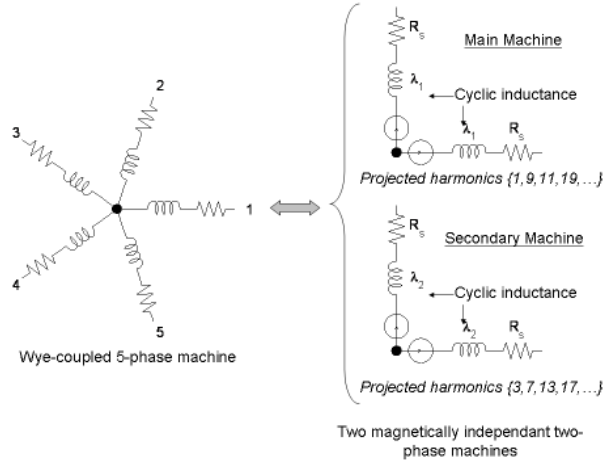 2
3
1
4
5
Wye-coupled 5-phase machine
Rs
Main Machine
λ1
Cyclic inductance
λ1
Rs
Projected harmonics {1,9,11,19,...}
Rs
Secondary Machine
λ2
Cyclic inductance
λ2
Rs
Projected harmonics {3,7,13,17,...}
Two magnetically independant two-
phase machines